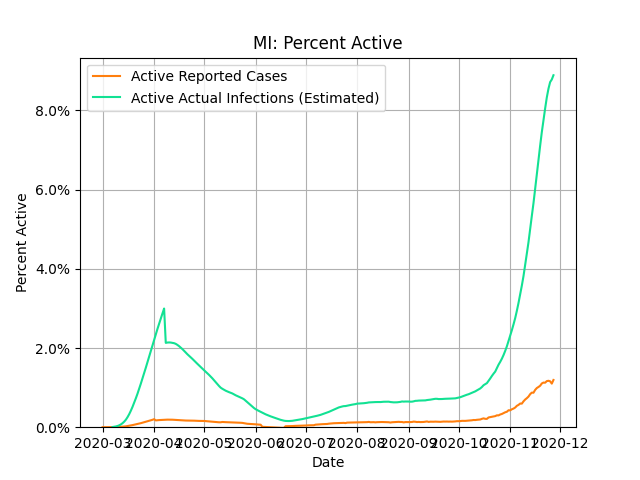 MI: Percent Active
Active Reported Cases
Active Actual Infections (Estimated)
8.0%
6.0%
4.0%
2.0%
0.0%
Percent Active
2020-03 2020-04 2020-05 2020-06 2020-07 2020-08 2020-09 2020-10 2020-11 2020-12
Date